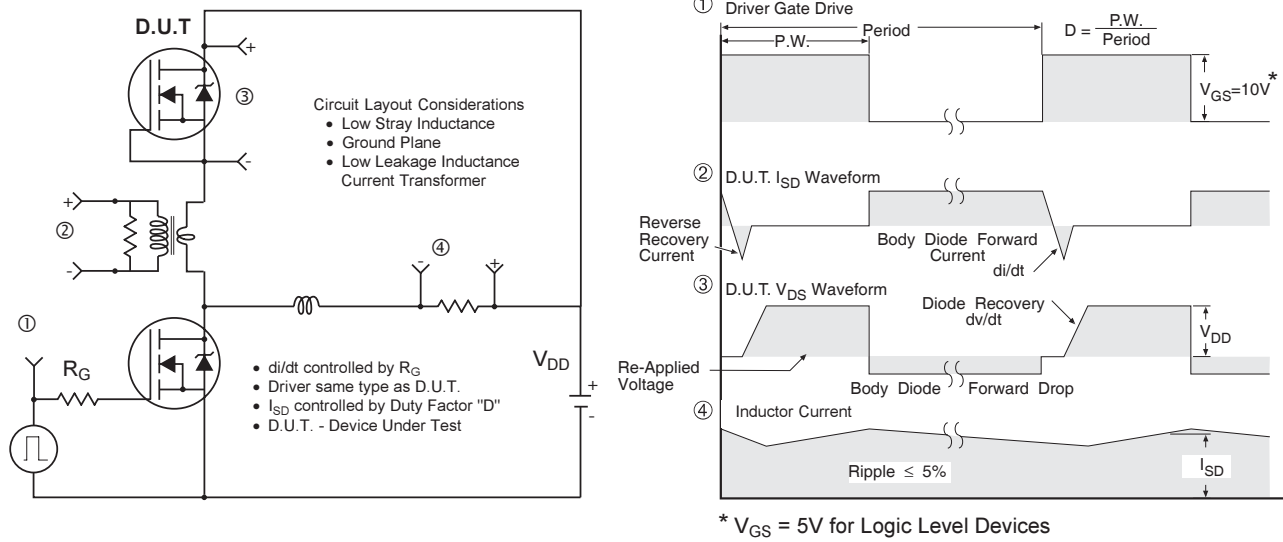 D.U.T
+
③
-
Circuit Layout Considerations
• Low Stray Inductance
• Ground Plane
• Low Leakage Inductance
Current Transformer
+
②
-
④
-
+
①
R_G
V_DD
+
-
• di/dt controlled by R_G
• Driver same type as D.U.T.
• I_SD controlled by Duty Factor "D"
• D.U.T. - Device Under Test
① Driver Gate Drive
P.W.
Period
D = P.W.
Period
V_GS=10V*
② D.U.T. I_SD Waveform
Reverse
Recovery
Current
Body Diode Forward
Current
di/dt
③ D.U.T. V_DS Waveform
Diode Recovery
dv/dt
V_DD
Re-Applied
Voltage
Body Diode Forward Drop
④ Inductor Current
Ripple ≤ 5%
I_SD
* V_GS = 5V for Logic Level Devices